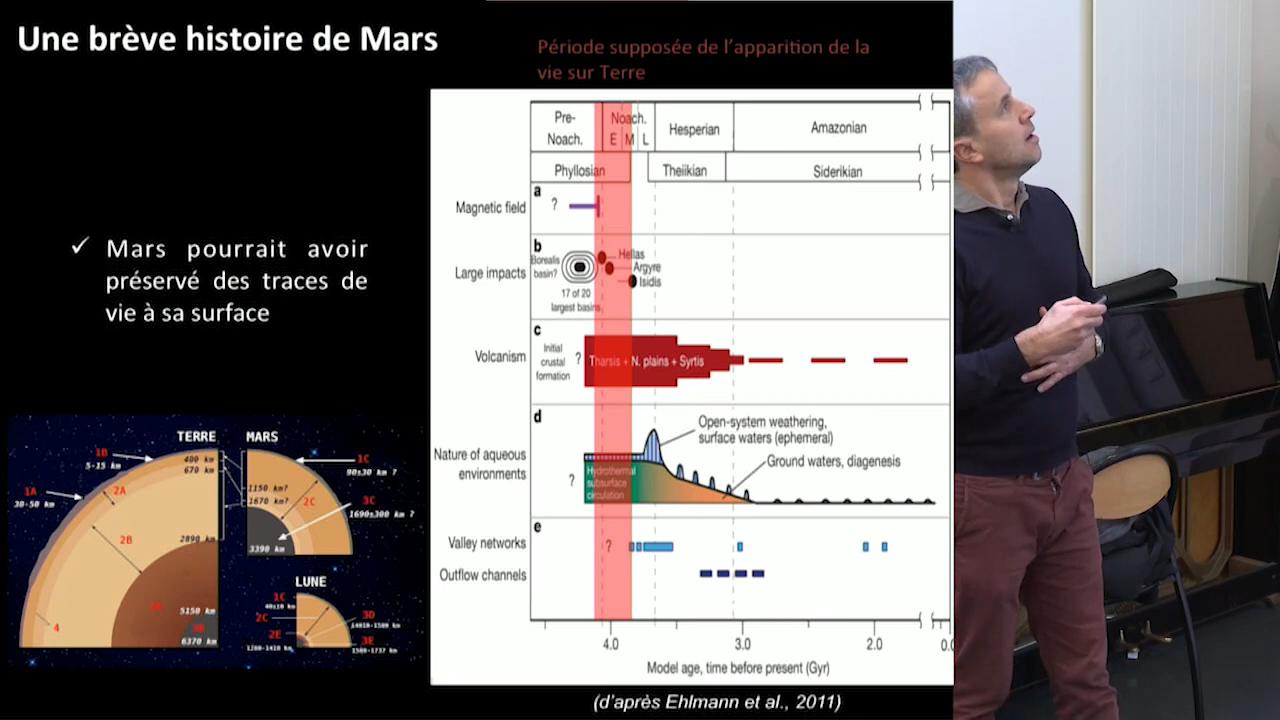 Une brève histoire de Mars
Période supposée de l'apparition de la
vie sur Terre
✓ Mars pourrait avoir
préservé des traces de
vie à sa surface
Pre-
Noach.
Noach.
E M L
Hesperian
Amazonian
Phyllosian
Theiikian
Siderikian
a
Magnetic field
?
b
Large impacts
Borealis
basin?
17 of 20
largest basins
Hellas
Argyre
Isidis
c
Volcanism
Initial
crustal
formation
?
Tharsis + N. plains + Syrtis
d
Nature of aqueous
environments
?
Hydrothermal
subsurface
circulation
Open-system weathering,
surface waters (ephemeral)
Ground waters, diagenesis
e
Valley networks
?
Outflow channels
4.0
3.0
2.0
0.0
Model age, time before present (Gyr)
(d'après Ehlmann et al., 2011)
TERRE
MARS
1B
5-15 km
400 km
670 km
1C
90±30 km ?
1A
30-50 km
2A
1150 km?
1670 km?
2C
3C
1690±300 km ?
2B
2890 km
3390 km
LUNE
1C
40±10 km
2C
3D
2E
3E
1500-1737 km
5150 km
3B
6370 km
4